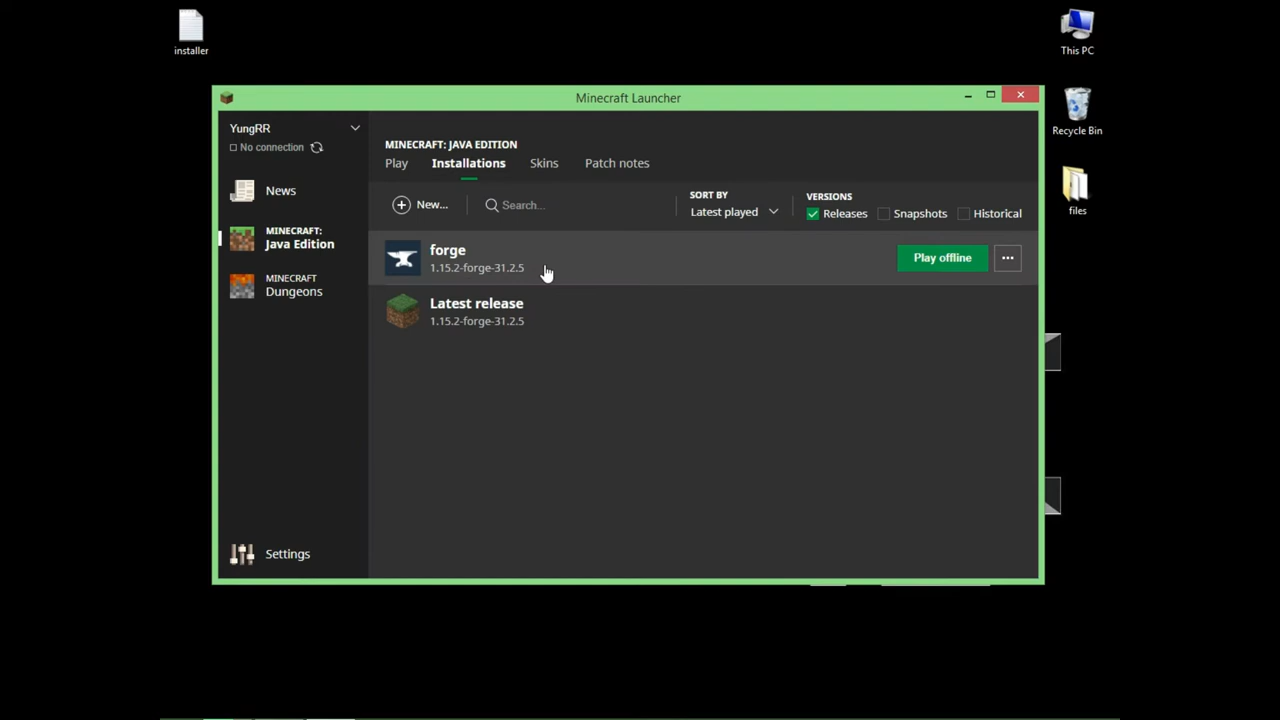 installer
This PC
Minecraft Launcher
YungRR
No connection
Recycle Bin
MINECRAFT: JAVA EDITION
Play Installations Skins Patch notes
News
SORT BY
Latest played
VERSIONS
Releases Snapshots Historical
New...
Search...
files
MINECRAFT:
Java Edition
forge
1.15.2-forge-31.2.5
Play offline
MINECRAFT
Dungeons
Latest release
1.15.2-forge-31.2.5
Settings